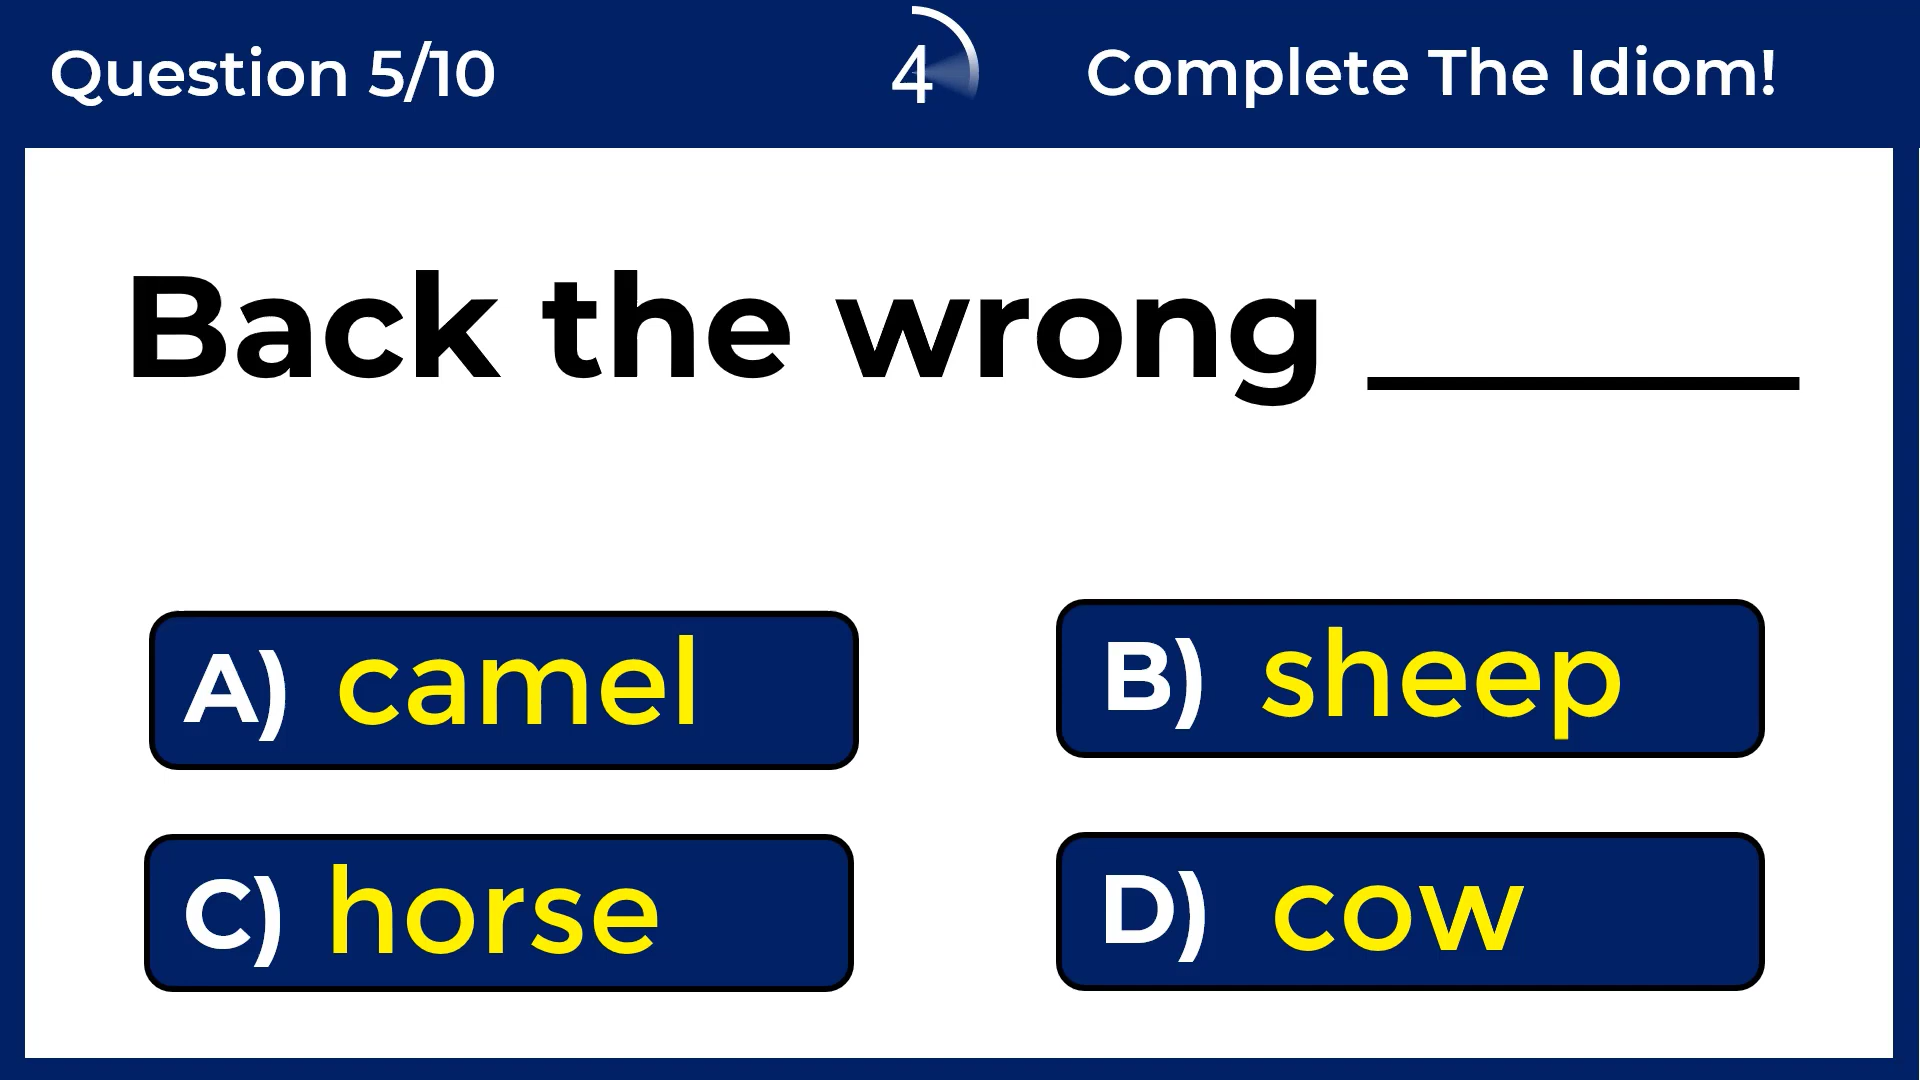 Question 5/10
4
Complete The Idiom!
Back the wrong ______
A) camel
B) sheep
C) horse
D) cow